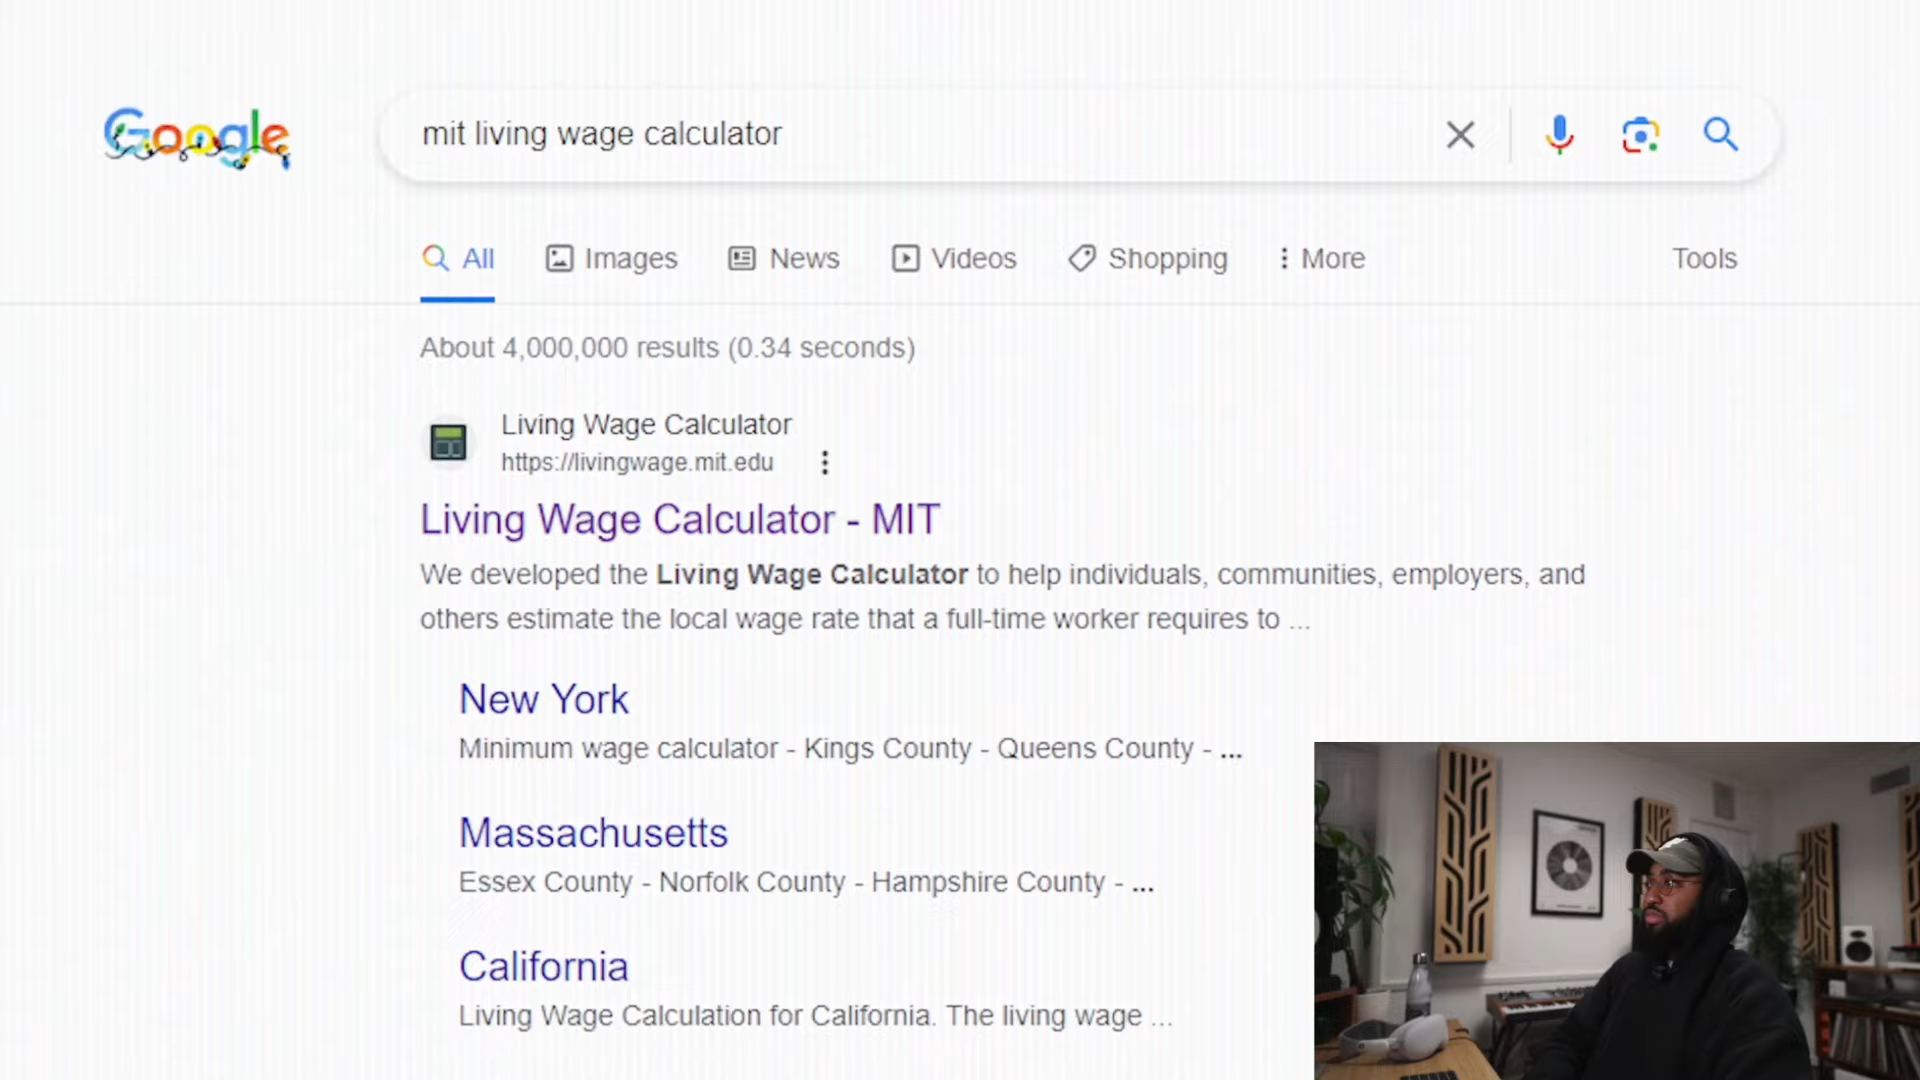 Google
mit living wage calculator
All Images News Videos Shopping More Tools
About 4,000,000 results (0.34 seconds)
Living Wage Calculator
https://livingwage.mit.edu
Living Wage Calculator - MIT
We developed the Living Wage Calculator to help individuals, communities, employers, and
others estimate the local wage rate that a full-time worker requires to ...
New York
Minimum wage calculator - Kings County - Queens County - ...
Massachusetts
Essex County - Norfolk County - Hampshire County - ...
California
Living Wage Calculation for California. The living wage ...